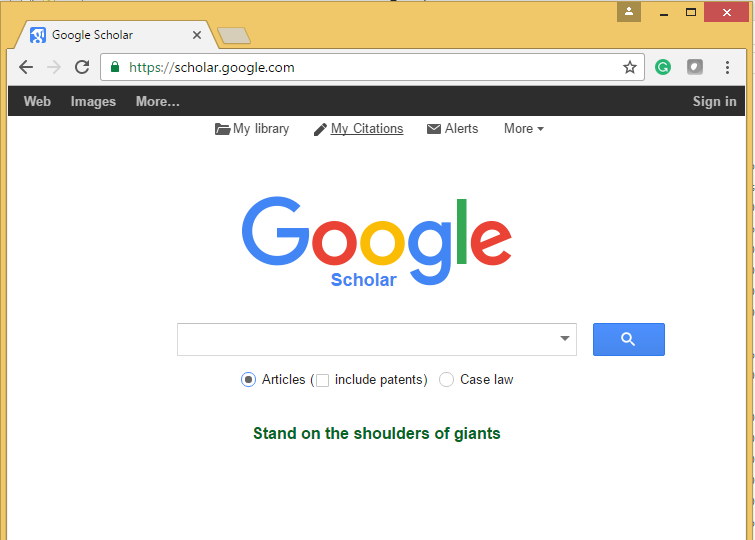 Google Scholar
https://scholar.google.com
Web Images More... Sign in
My library My Citations Alerts More
Google
Scholar
Articles ( include patents) Case law
Stand on the shoulders of giants